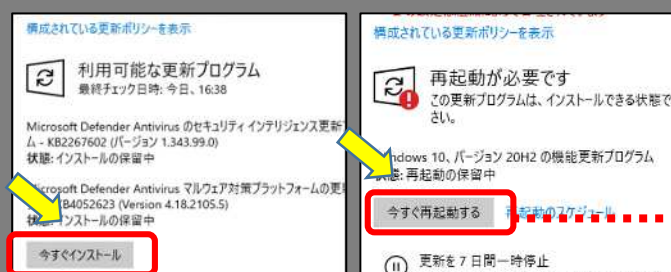 構成されている更新ポリシーを表示
利用可能な更新プログラム
最終チェック日時: 今日、16:38
Microsoft Defender Antivirus のセキュリティ インテリジェンス更新
ム - KB2267602 (バージョン 1.343.99.0)
状態: インストールの保留中
crosoft Defender Antivirus マルウェア対策プラットフォームの更
B4052623 (Version 4.18.2105.5)
インストールの保留中
今すぐインストール
構成されている更新ポリシーを表示
再起動が必要です
この更新プログラムは、インストールできる状態で
さい。
ndows 10、バージョン 20H2 の機能更新プログラム
態: 再起動の保留中
今すぐ再起動する
再起動のスケジュール
更新を 7 日間一時停止